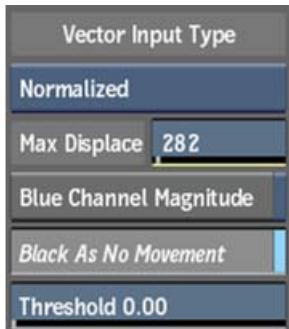 Vector Input Type
Normalized
Max Displace 282
Blue Channel Magnitude
Black As No Movement
Threshold 0.00